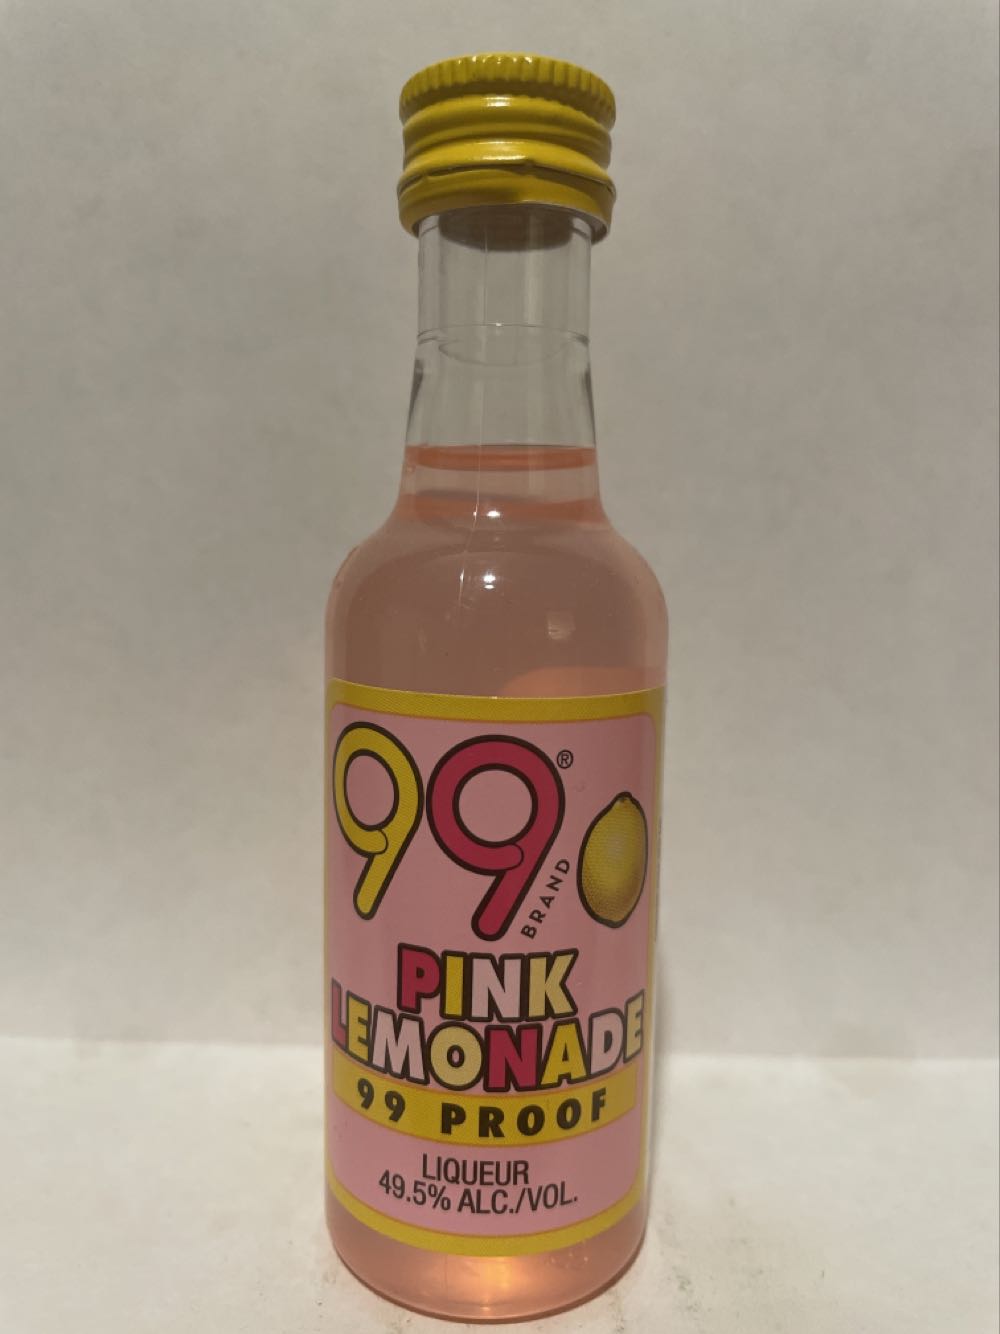 99®
BRAND
PINK
LEMONADE
99 PROOF
LIQUEUR
49.5% ALC./VOL.